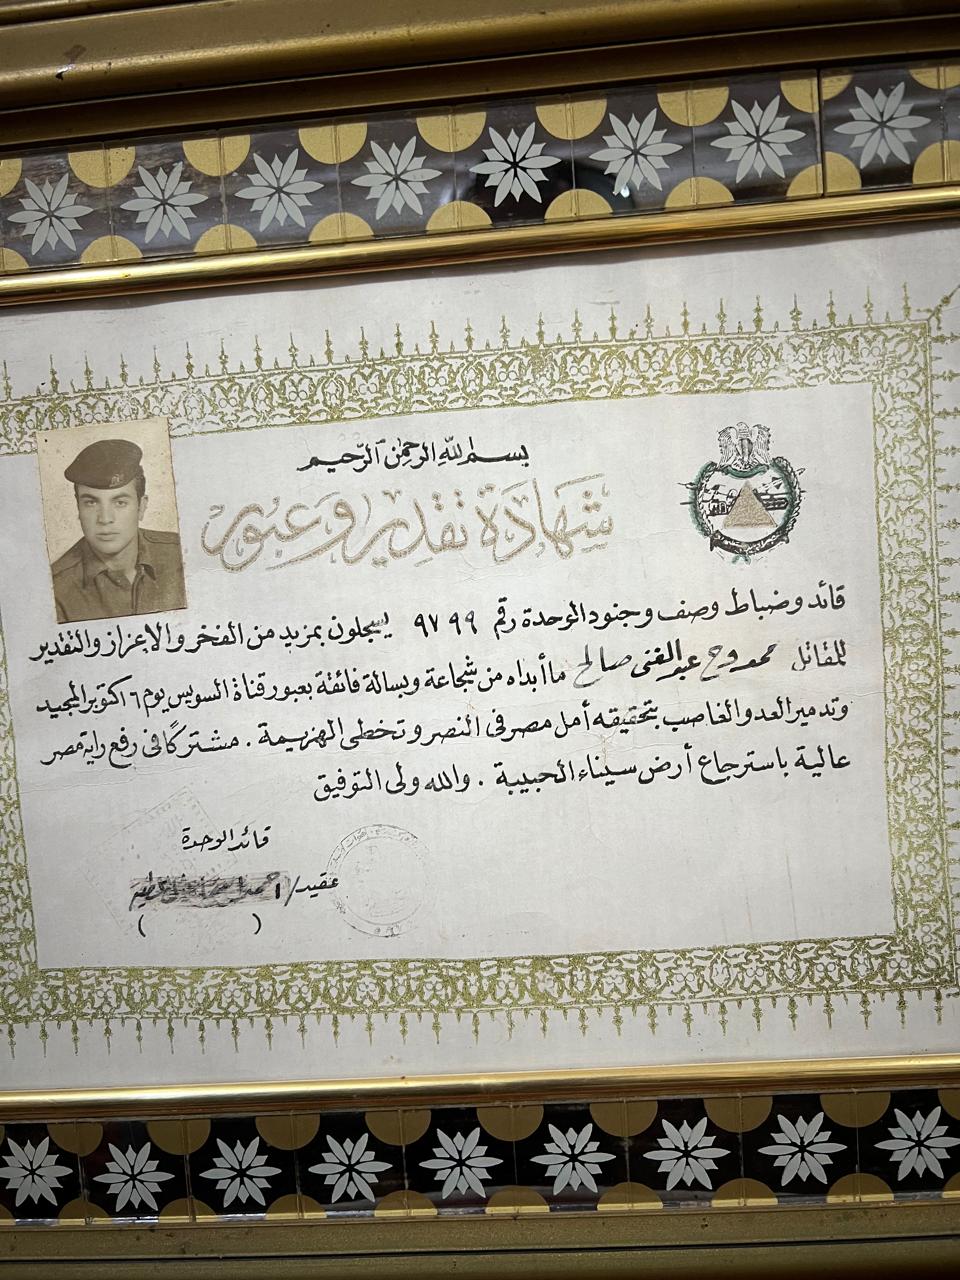 بسم الله الرحمن الرحيم
شهادة تقدير وعبور
قائد وضباط وصف وجنود الوحدة رقم ٩٧٩٩ يسجلون بمزيد من الفخر والإعزاز والتقدير
للمقاتل ممدوح عبد الغنى صالح ما أبداه من شجاعة وبسالة فائقة بعبور قناة السويس يوم ٦ اكتوبر المجيد
وتدمير العدو الغاصب بتحقيقه أمل مصر فى النصر وتخطى الهزيمة . مشتركًا فى رفع راية مصر
عالية باسترجاع أرض سيناء الحبيبة . والله ولى التوفيق
قائد الوحدة
عقيد / احمد
( )